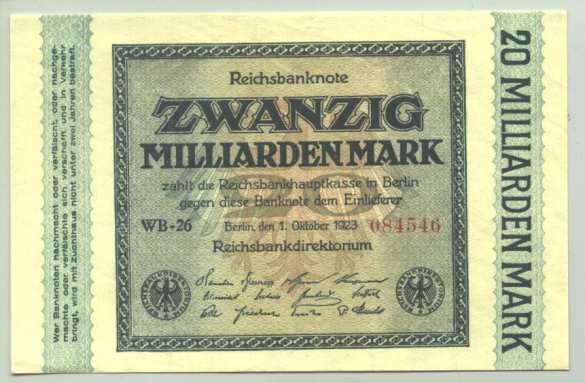 Wer Banknoten nachmacht oder verfälscht, oder nachge-
machte oder verfälschte sich verschafft und in Verkehr
bringt, wird mit Zuchthaus nicht unter zwei Jahren bestraft.
Reichsbanknote
ZWANZIG
MILLIARDEN MARK
zahlt die Reichsbankhauptkasse in Berlin
gegen diese Banknote dem Einlieferer
WB-26 Berlin, den 1. Oktober 1923 084546
Reichsbankdirektorium
20 MILLIARDEN MARK